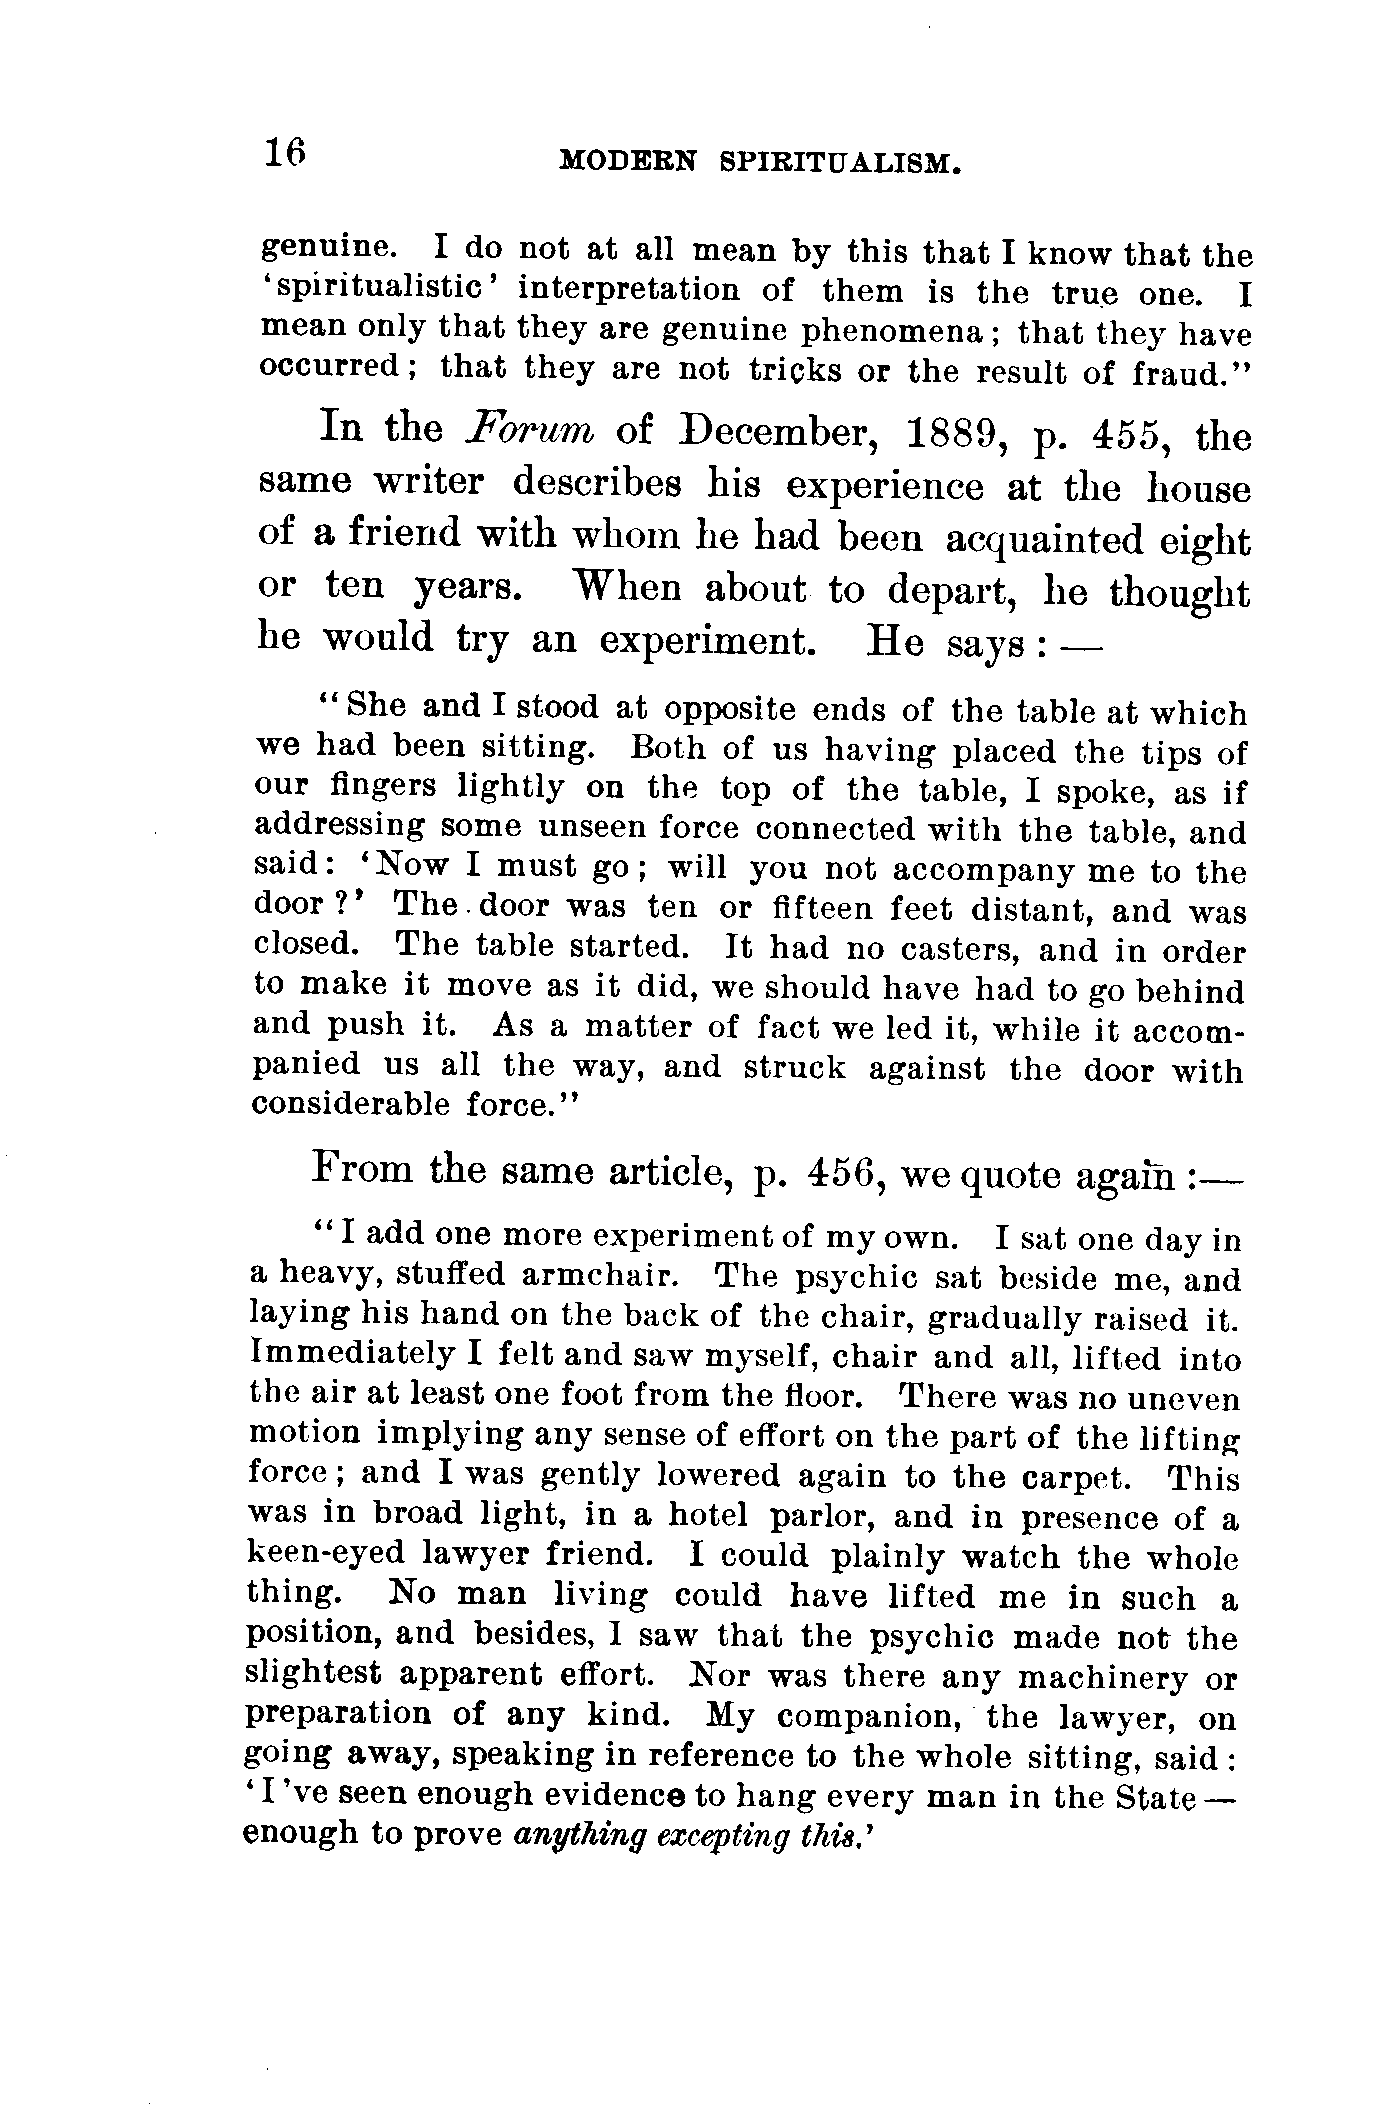 16
MODERN SPIRITUALISM.
genuine. I do not at all mean by this that I know that the
‘spiritualistic’ interpretation of them is the true one. I
mean only that they are genuine phenomena; that they have
occurred; that they are not tricks or the result of fraud.”
In the Forum of December, 1889, p. 455, the
same writer describes his experience at the house
of a friend with whom he had been acquainted eight
or ten years. When about to depart, he thought
he would try an experiment. He says: —
“She and I stood at opposite ends of the table at which
we had been sitting. Both of us having placed the tips of
our fingers lightly on the top of the table, I spoke, as if
addressing some unseen force connected with the table, and
said: ‘Now I must go; will you not accompany me to the
door?’ The door was ten or fifteen feet distant, and was
closed. The table started. It had no casters, and in order
to make it move as it did, we should have had to go behind
and push it. As a matter of fact we led it, while it accom-
panied us all the way, and struck against the door with
considerable force.”
From the same article, p. 456, we quote again:—
“I add one more experiment of my own. I sat one day in
a heavy, stuffed armchair. The psychic sat beside me, and
laying his hand on the back of the chair, gradually raised it.
Immediately I felt and saw myself, chair and all, lifted into
the air at least one foot from the floor. There was no uneven
motion implying any sense of effort on the part of the lifting
force; and I was gently lowered again to the carpet. This
was in broad light, in a hotel parlor, and in presence of a
keen-eyed lawyer friend. I could plainly watch the whole
thing. No man living could have lifted me in such a
position, and besides, I saw that the psychic made not the
slightest apparent effort. Nor was there any machinery or
preparation of any kind. My companion, the lawyer, on
going away, speaking in reference to the whole sitting, said:
‘I’ve seen enough evidence to hang every man in the State —
enough to prove anything excepting this.’